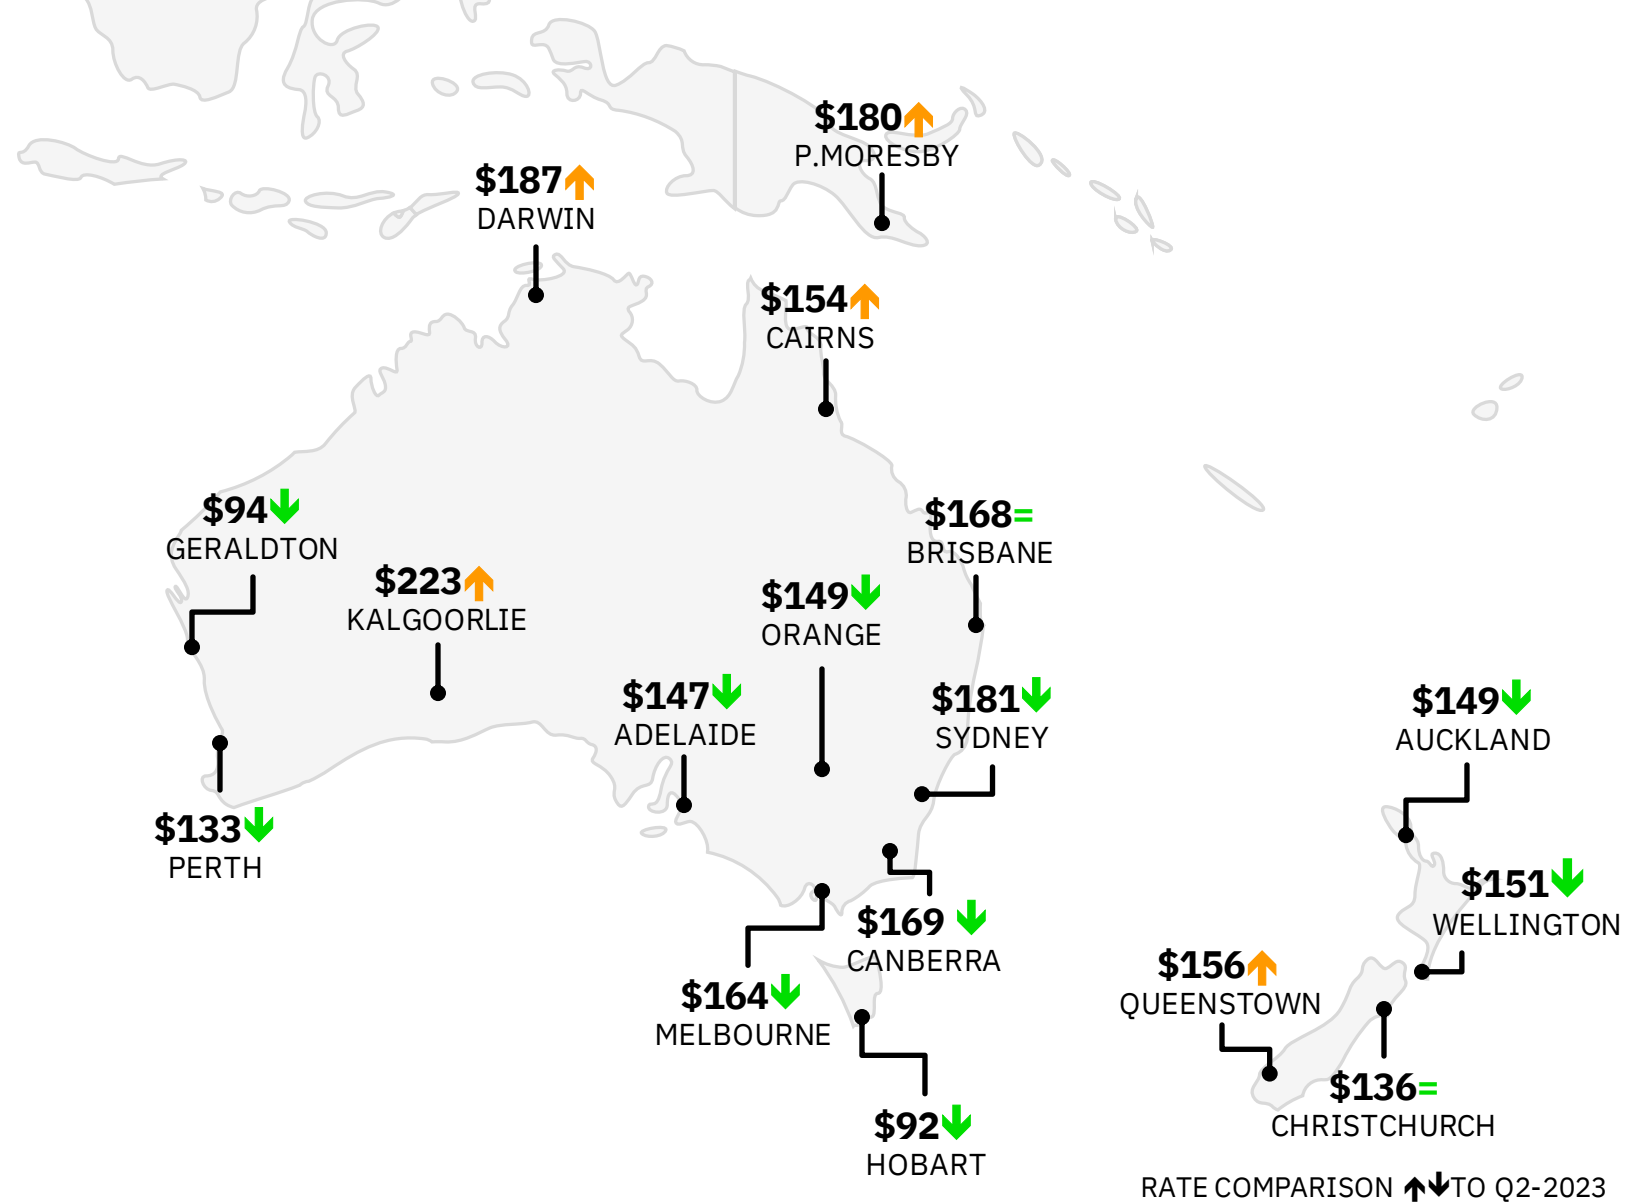 $180↑
P.MORESBY
$187↑
DARWIN
$154↑
CAIRNS
$94↓
GERALDTON
$168=
BRISBANE
$223↑
KALGOORLIE
$149↓
ORANGE
$147↓
ADELAIDE
$181↓
SYDNEY
$149↓
AUCKLAND
$133↓
PERTH
$151↓
WELLINGTON
$169 ↓
CANBERRA
$156↑
QUEENSTOWN
$164↓
MELBOURNE
$136=
CHRISTCHURCH
$92↓
HOBART
RATE COMPARISON ↑↓TO Q2-2023